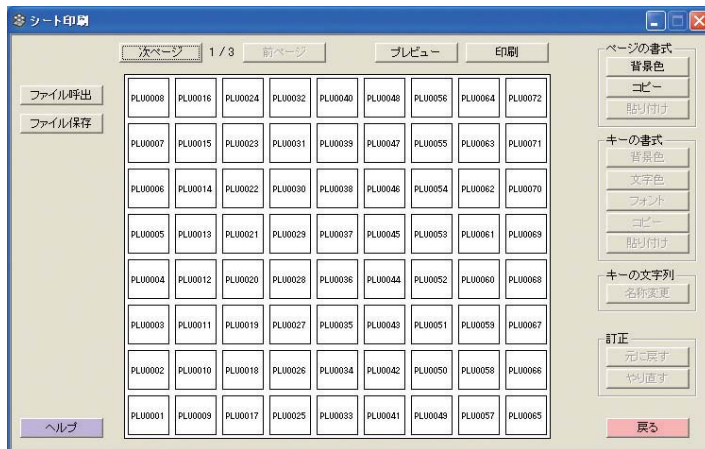 シート印刷
次ページ 1 / 3 前ページ プレビュー 印刷
ファイル呼出
ファイル保存
PLU0008 PLU0016 PLU0024 PLU0032 PLU0040 PLU0048 PLU0056 PLU0064 PLU0072
PLU0007 PLU0015 PLU0023 PLU0031 PLU0039 PLU0047 PLU0055 PLU0063 PLU0071
PLU0006 PLU0014 PLU0022 PLU0030 PLU0038 PLU0046 PLU0054 PLU0062 PLU0070
PLU0005 PLU0013 PLU0021 PLU0029 PLU0037 PLU0045 PLU0053 PLU0061 PLU0069
PLU0004 PLU0012 PLU0020 PLU0028 PLU0036 PLU0044 PLU0052 PLU0060 PLU0068
PLU0003 PLU0011 PLU0019 PLU0027 PLU0035 PLU0043 PLU0051 PLU0059 PLU0067
PLU0002 PLU0010 PLU0018 PLU0026 PLU0034 PLU0042 PLU0050 PLU0058 PLU0066
PLU0001 PLU0009 PLU0017 PLU0025 PLU0033 PLU0041 PLU0049 PLU0057 PLU0065
ヘルプ
ページの書式
背景色
コピー
貼り付け
キーの書式
背景色
文字色
フォント
コピー
貼り付け
キーの文字列
名称変更
訂正
元に戻す
やり直す
戻る